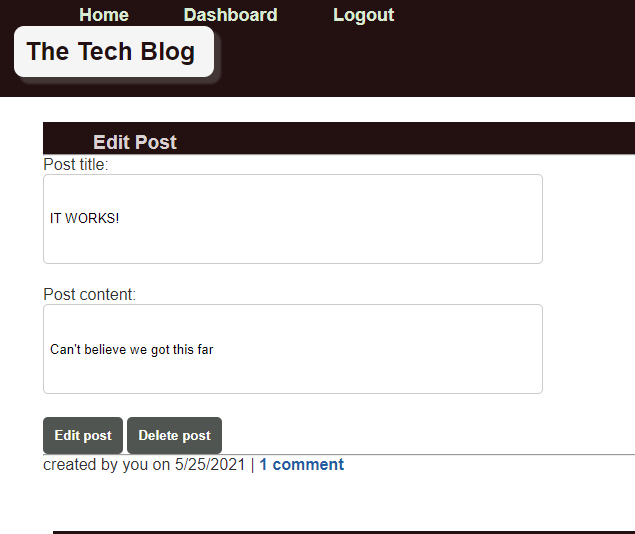 Home Dashboard Logout
The Tech Blog
Edit Post
Post title:
IT WORKS!
Post content:
Can't believe we got this far
Edit post Delete post
created by you on 5/25/2021 | 1 comment